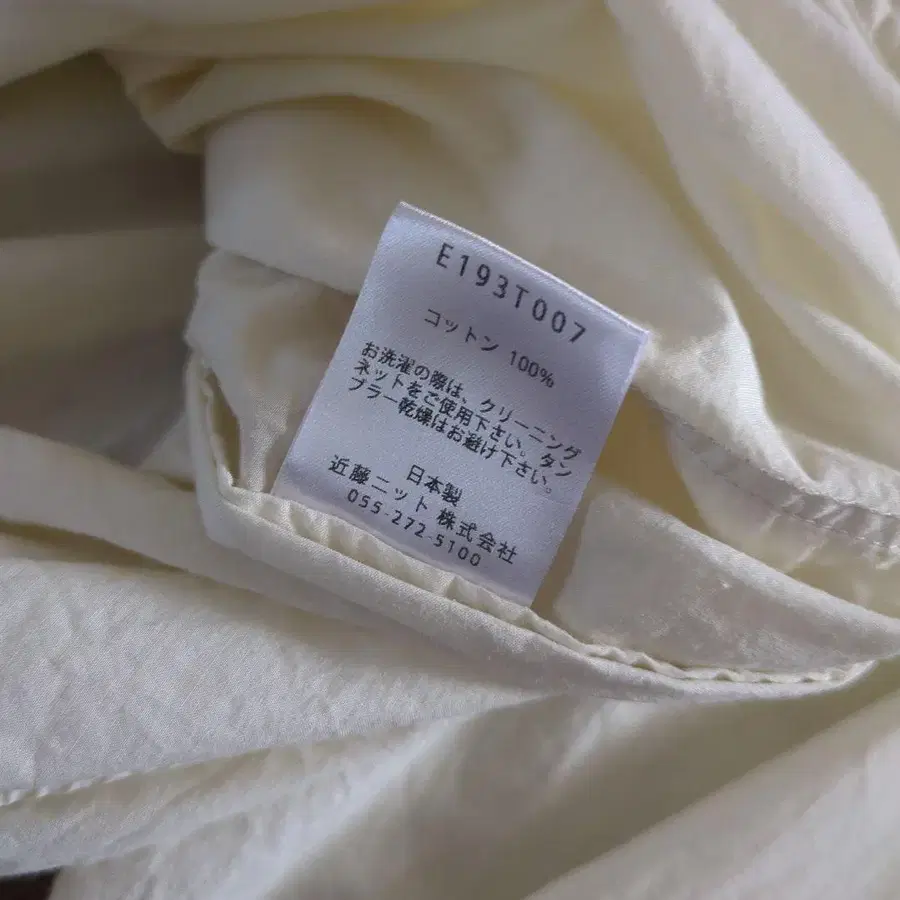 E193T007
コットン 100%
お洗濯の際は、クリーニング
ネットをご使用下さい。タン
ブラー乾燥はお避け下さい。
日本製
近藤ニット 株式会社
055-272-5100